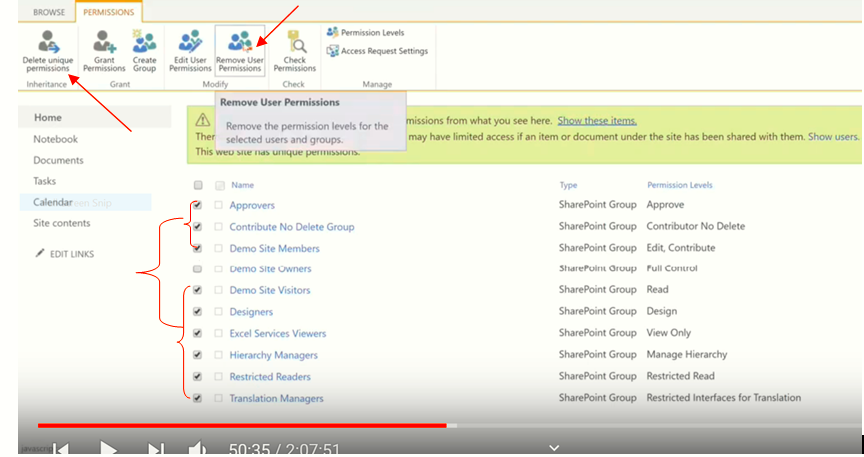 BROWSE PERMISSIONS
Delete unique permissions
Grant Permissions
Create Group
Edit User Permissions
Remove User Permissions
Check Permissions
Permission Levels
Access Request Settings
Inheritance Grant Modify Check Manage
Remove User Permissions
Remove the permission levels for the
selected users and groups.
missions from what you see here. Show these items.
Ther may have limited access if an item or document under the site has been shared with them. Show users.
This web site has unique permissions.
Home
Notebook
Documents
Tasks
Calendar
Site contents
EDIT LINKS
Name Type Permission Levels
Approvers SharePoint Group Approve
Contribute No Delete Group SharePoint Group Contributor No Delete
Demo Site Members SharePoint Group Edit, Contribute
Demo Site Owners SharePoint Group Full Control
Demo Site Visitors SharePoint Group Read
Designers SharePoint Group Design
Excel Services Viewers SharePoint Group View Only
Hierarchy Managers SharePoint Group Manage Hierarchy
Restricted Readers SharePoint Group Restricted Read
Translation Managers SharePoint Group Restricted Interfaces for Translation
50:35 / 2:07:51